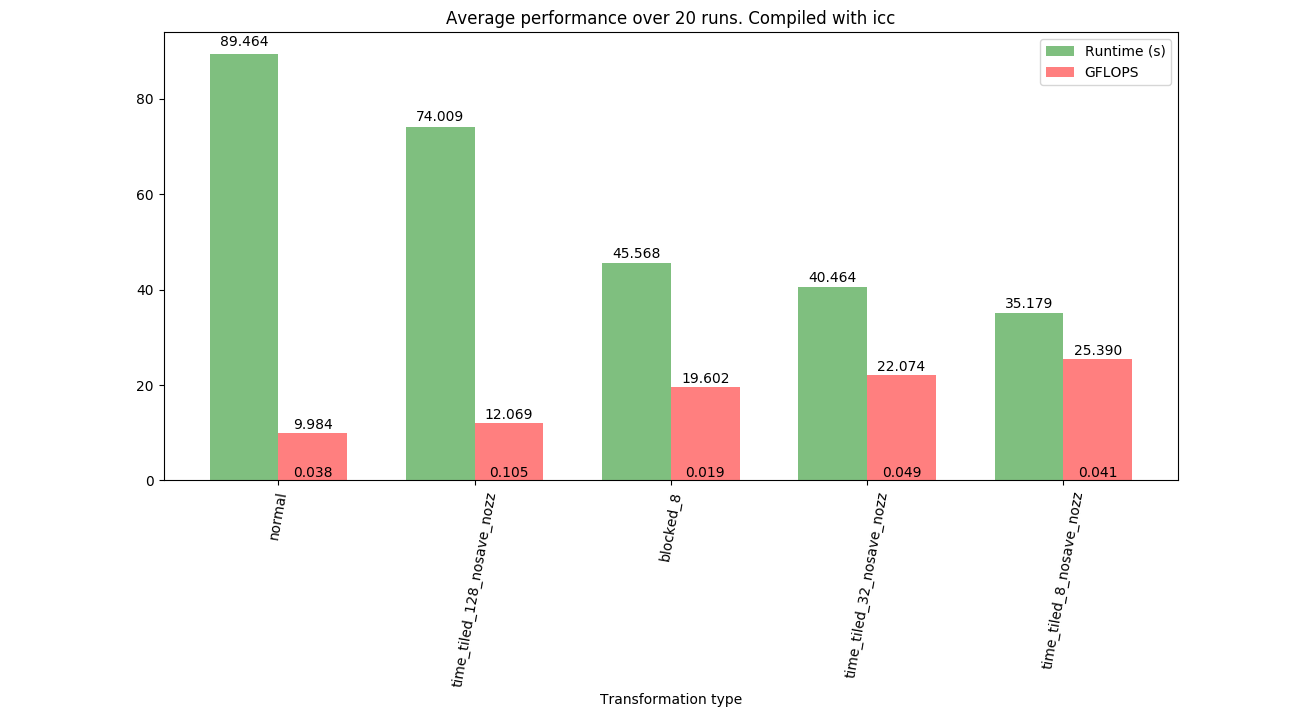 Average performance over 20 runs. Compiled with icc
Runtime (s)
GFLOPS
89.464
74.009
45.568
40.464
35.179
9.984
12.069
19.602
22.074
25.390
0.038
0.105
0.019
0.049
0.041
80
60
40
20
0
normal
time_tiled_128_nosave_nozz
blocked_8
time_tiled_32_nosave_nozz
time_tiled_8_nosave_nozz
Transformation type